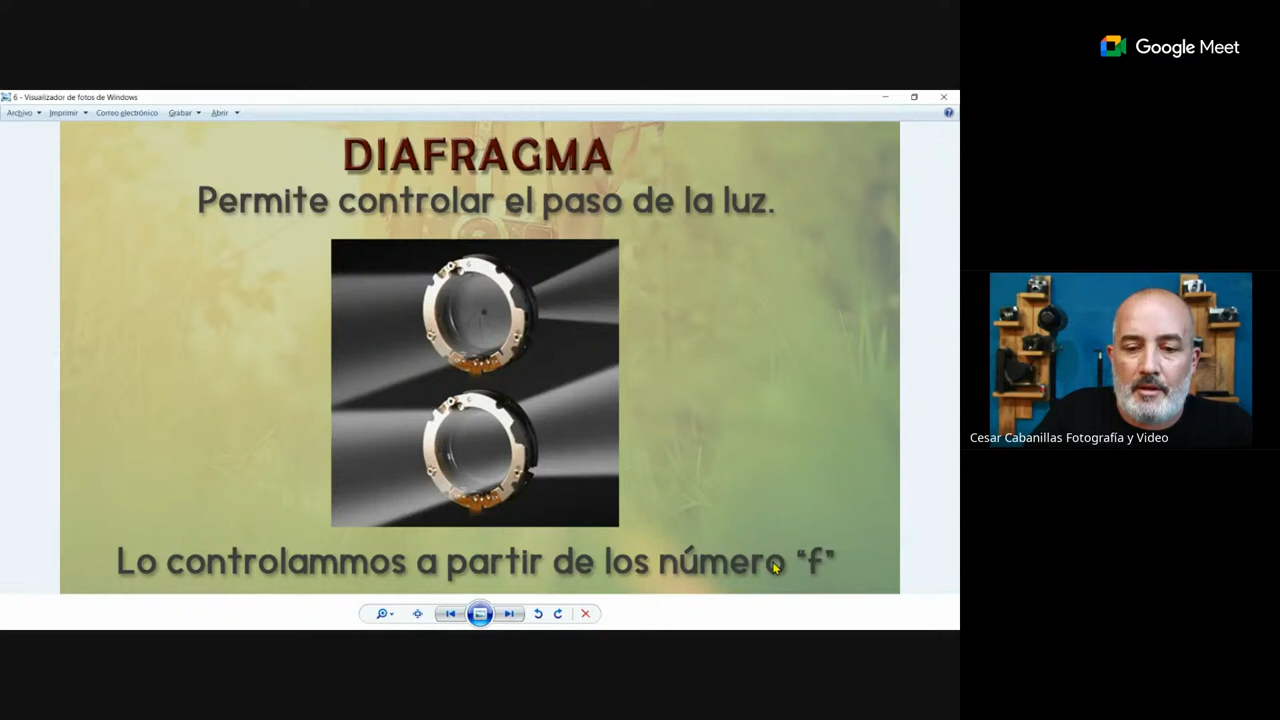 Google Meet
6 - Visualizador de fotos de Windows
Archivo Imprimir Correo electrónico Grabar Abrir
DIAFRAGMA
Permite controlar el paso de la luz.
Lo controlammos a partir de los número “f”
Cesar Cabanillas Fotografía y Video